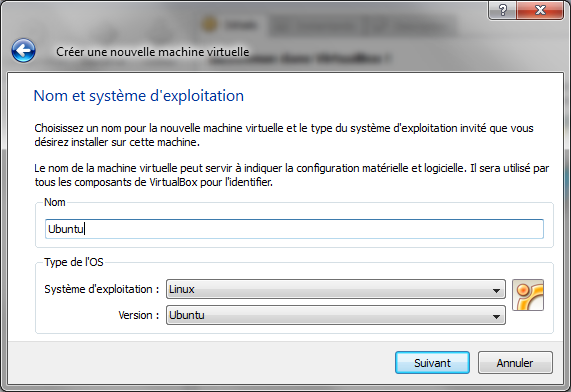 Détails
Créer une nouvelle machine virtuelle
Nom et système d'exploitation
Choisissez un nom pour la nouvelle machine virtuelle et le type du système d'exploitation invité que vous
désirez installer sur cette machine.
Le nom de la machine virtuelle peut servir à indiquer la configuration matérielle et logicielle. Il sera utilisé par
tous les composants de VirtualBox pour l'identifier.
Nom
Ubuntu
Type de l'OS
Système d'exploitation : Linux
Version : Ubuntu
Suivant Annuler